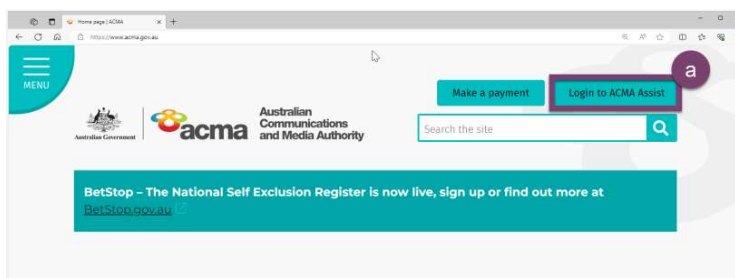 Home page | ACMA
https://www.acma.gov.au
MENU
Make a payment
Login to ACMA Assist
a
Australian Government
acma
Australian
Communications
and Media Authority
Search the site
BetStop – The National Self Exclusion Register is now live, sign up or find out more at
BetStop.gov.au